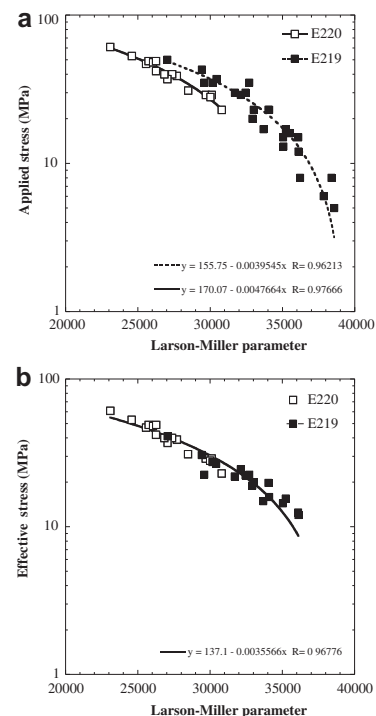 a
100
10
1
Applied stress (MPa)
E220
E219
y = 155.75 - 0.0039545x R= 0.96213
y = 170.07 - 0.0047664x R= 0.97666
20000 25000 30000 35000 40000
Larson-Miller parameter
b
100
10
1
Effective stress (MPa)
E220
E219
y = 137.1 - 0.0035566x R= 0 96776
20000 25000 30000 35000 40000
Larson-Miller parameter